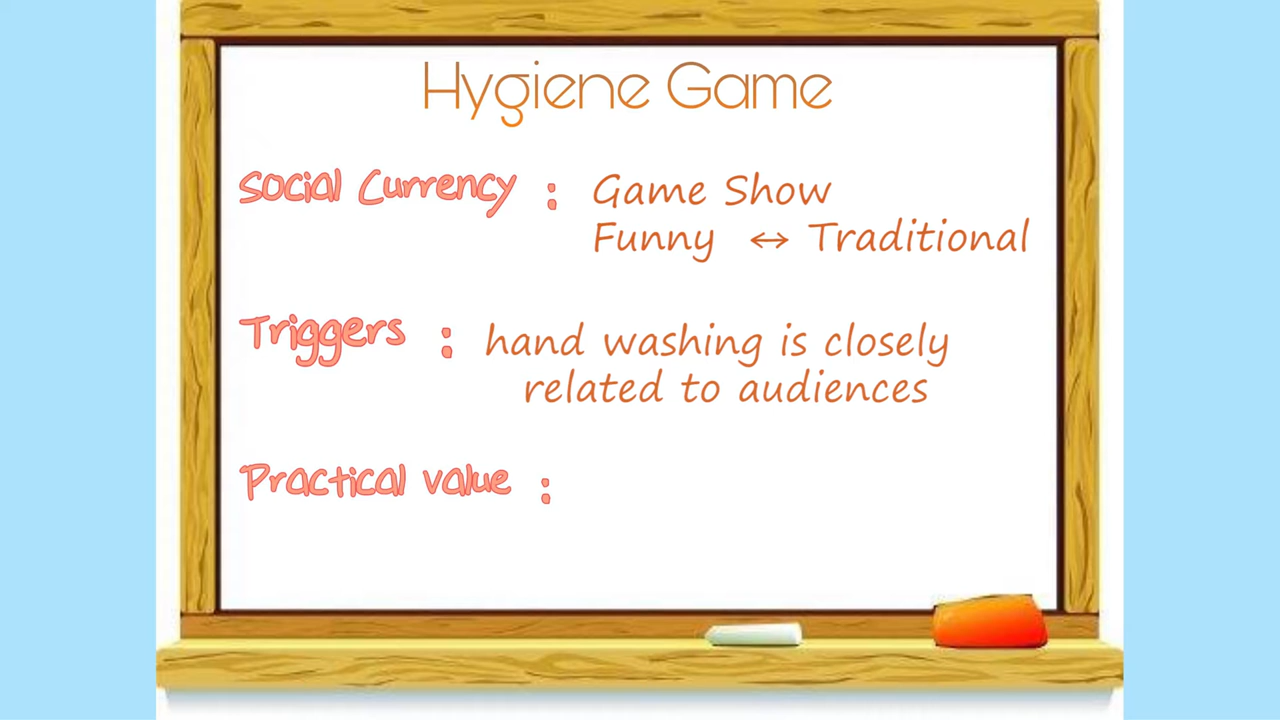 Hygiene Game
Social Currency : Game Show
Funny ↔ Traditional
Triggers : hand washing is closely
related to audiences
Practical value :